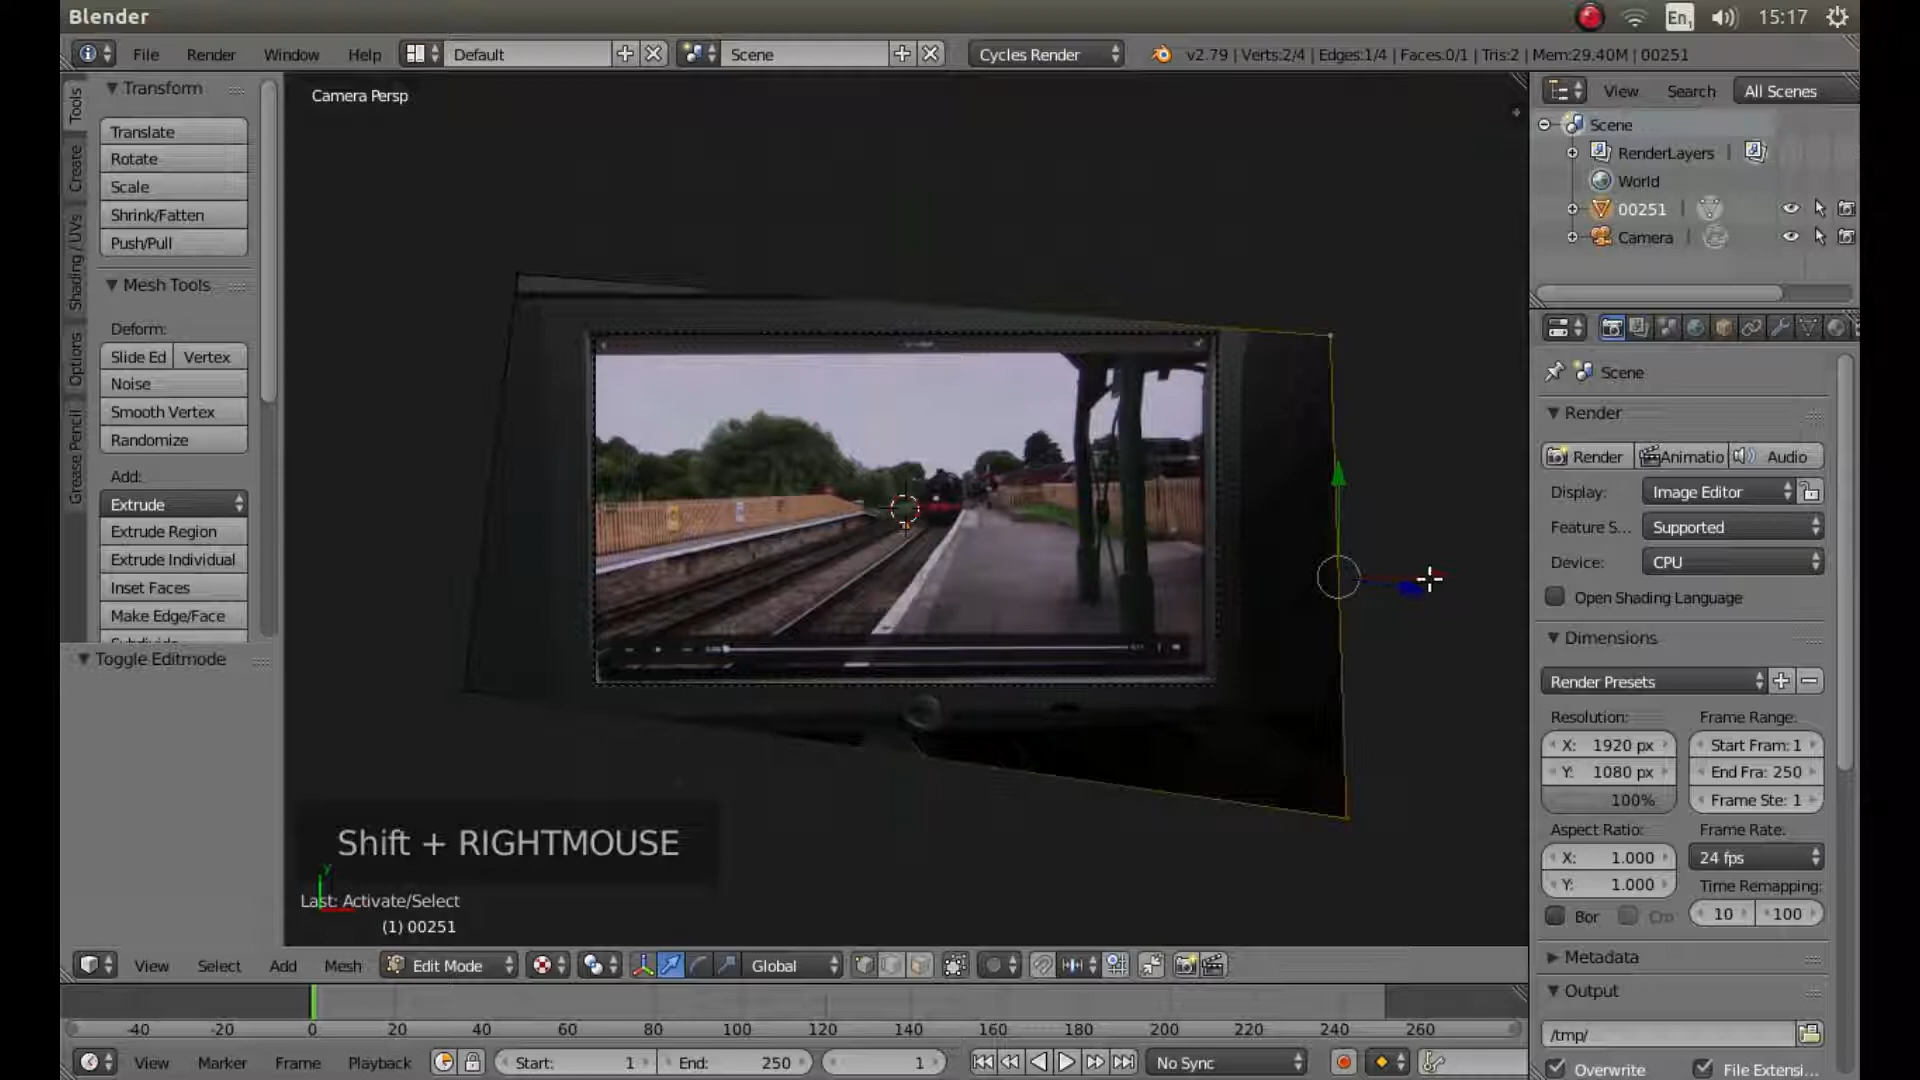 Blender
En1
15:17
File
Render
Window
Help
Default
Scene
Cycles Render
v2.79 | Verts:2/4 | Edges:1/4 | Faces:0/1 | Tris:2 | Mem:29.40M | 00251
Tools
Create
Shading / UVs
Options
Grease Pencil
Transform
Translate
Rotate
Scale
Shrink/Fatten
Push/Pull
Mesh Tools
Deform:
Slide Ed
Vertex
Noise
Smooth Vertex
Randomize
Add:
Extrude
Extrude Region
Extrude Individual
Inset Faces
Make Edge/Face
Toggle Editmode
Camera Persp
Shift + RIGHTMOUSE
y
Last: Activate/Select
(1) 00251
View
Search
All Scenes
Scene
RenderLayers
World
00251
Camera
Scene
Render
Render
Animatio
Audio
Display:
Image Editor
Feature S...
Supported
Device:
CPU
Open Shading Language
Dimensions
Render Presets
Resolution:
Frame Range:
X: 1920 px
Start Fram: 1
Y: 1080 px
End Fra: 250
100%
Frame Ste: 1
Aspect Ratio:
Frame Rate:
X: 1.000
24 fps
Y: 1.000
Time Remapping:
Bor
Cro
10
100
Metadata
Output
/tmp/
Overwrite
File Extensi...
View
Select
Add
Mesh
Edit Mode
Global
-40 -20 0 20 40 60 80 100 120 140 160 180 200 220 240 260
View
Marker
Frame
Playback
Start: 1
End: 250
1
No Sync